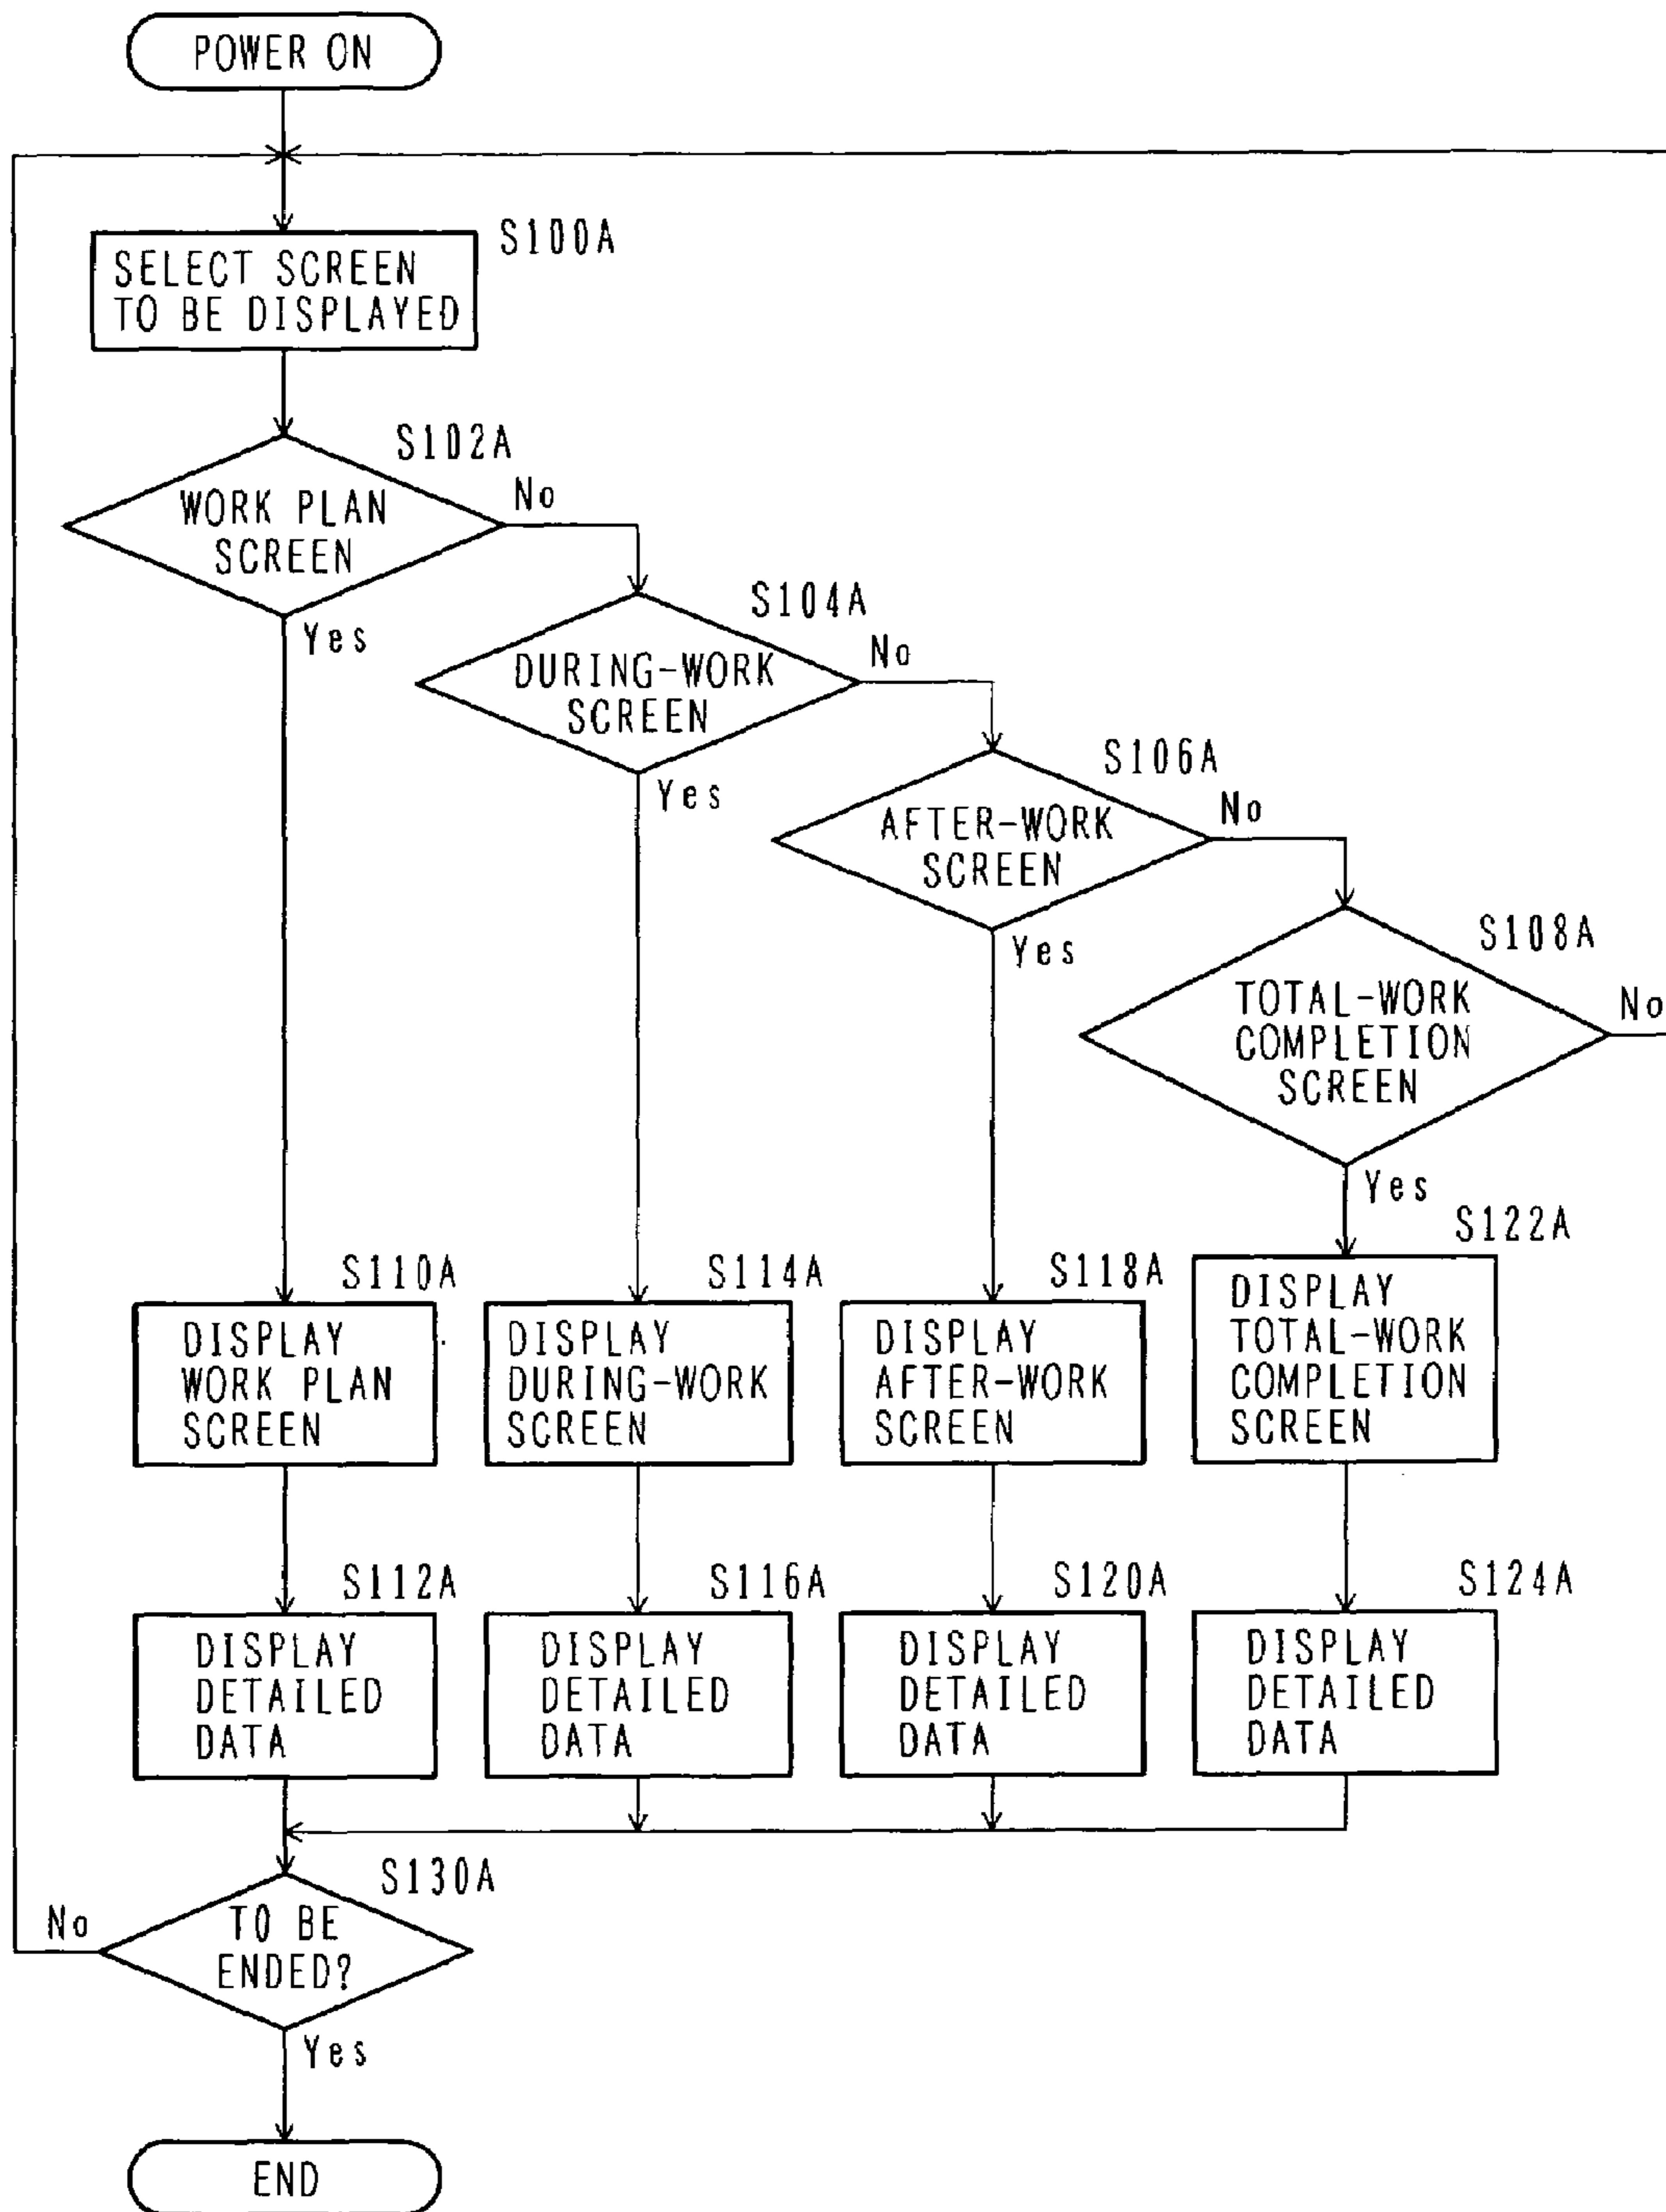 POWER ON
S100A
SELECT SCREEN
TO BE DISPLAYED
S102A
WORK PLAN
SCREEN
No
Yes
S104A
DURING-WORK
SCREEN
No
Yes
S106A
AFTER-WORK
SCREEN
No
Yes
S108A
TOTAL-WORK
COMPLETION
SCREEN
No
Yes
S110A
DISPLAY
WORK PLAN
SCREEN
S114A
DISPLAY
DURING-WORK
SCREEN
S118A
DISPLAY
AFTER-WORK
SCREEN
S122A
DISPLAY
TOTAL-WORK
COMPLETION
SCREEN
S112A
DISPLAY
DETAILED
DATA
S116A
DISPLAY
DETAILED
DATA
S120A
DISPLAY
DETAILED
DATA
S124A
DISPLAY
DETAILED
DATA
S130A
TO BE
ENDED?
No
Yes
END